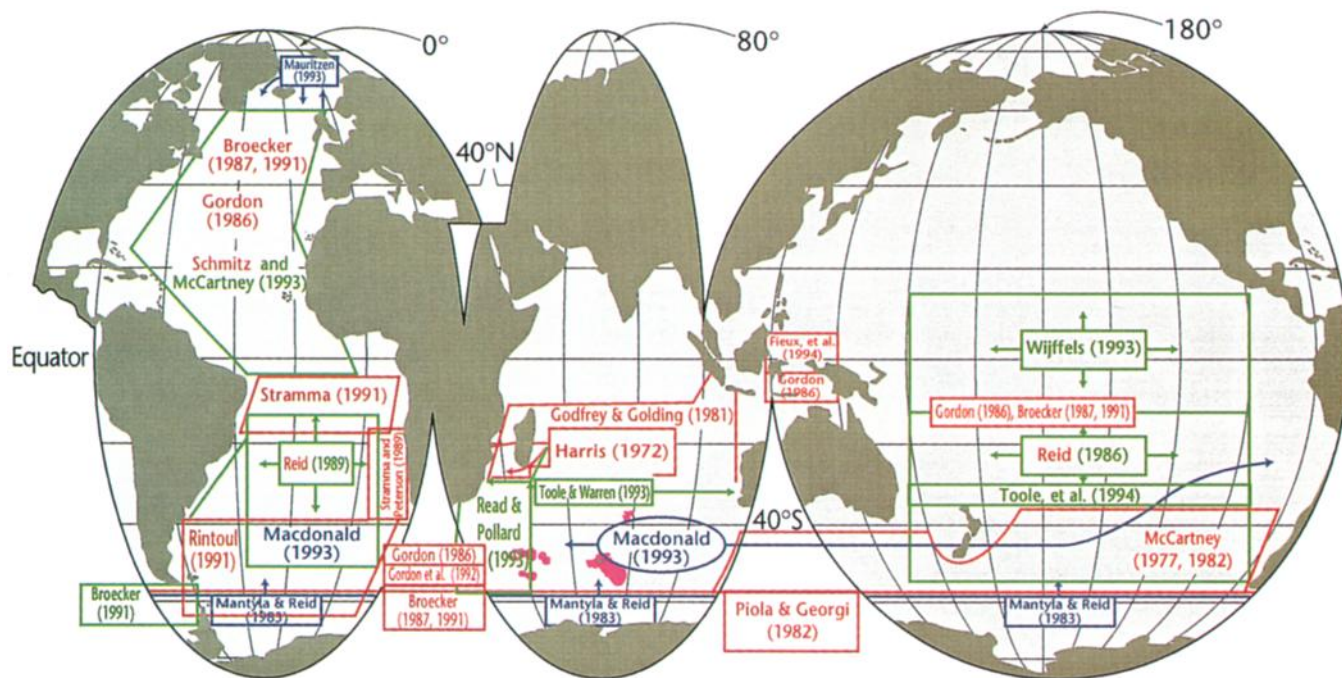 0°
80°
180°
Mauritzen
(1993)
Broecker
(1987, 1991)
40°N
Gordon
(1986)
Schmitz and
McCartney (1993)
Equator
Fieux, et al.
(1994)
Gordon
(1986)
Wijffels (1993)
Stramma (1991)
Godfrey & Golding (1981)
Gordon (1986), Broecker (1987, 1991)
Harris (1972)
Reid (1989)
Stramma and
Peterson (1989)
Reid (1986)
Toole & Warren (1993)
Toole, et al. (1994)
Read &
Pollard
(1993)
40°S
Rintoul
(1991)
Macdonald
(1993)
Macdonald
(1993)
McCartney
(1977, 1982)
Gordon (1986)
Gordon et al. (1992)
Broecker
(1987, 1991)
Broecker
(1991)
Mantyla & Reid
(1983)
Mantyla & Reid
(1983)
Mantyla & Reid
(1983)
Piola & Georgi
(1982)